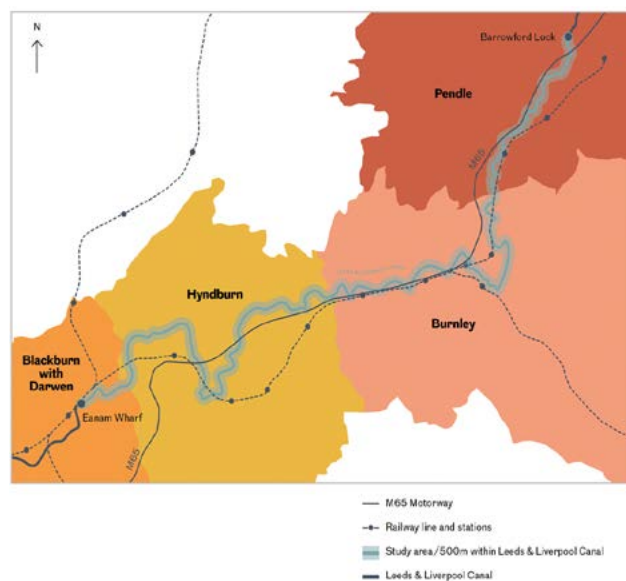 N
Barrowford Lock
Pendle
M65
Hyndburn
Burnley
Blackburn
with
Darwen
Eanam Wharf
M65
M65 Motorway
Railway line and stations
Study area/500m within Leeds & Liverpool Canal
Leeds & Liverpool Canal